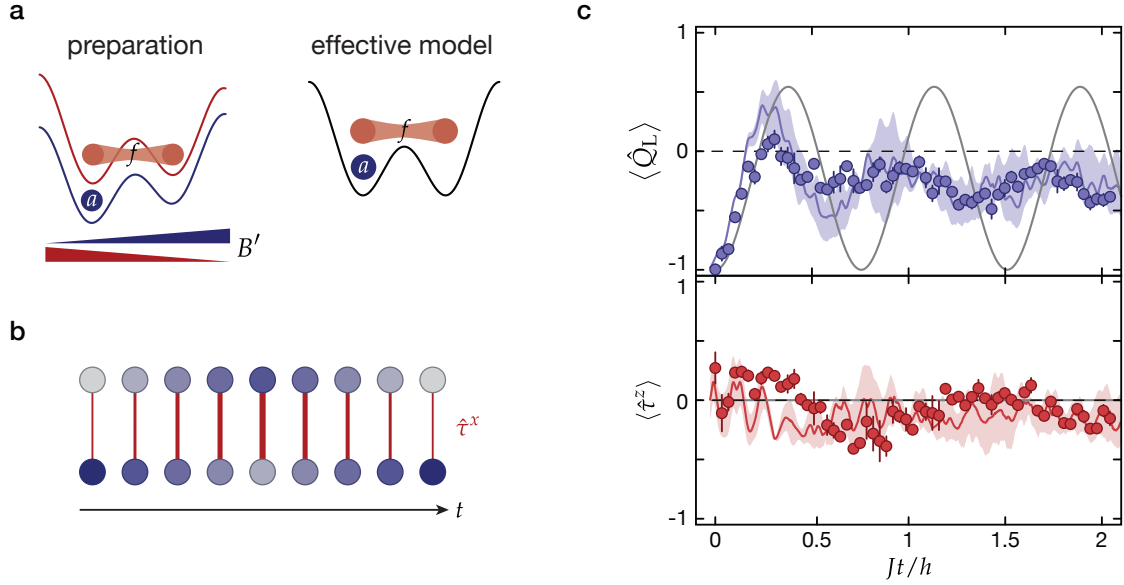 a
preparation
effective model
f
a
f
a
B′
b
τ̂ˣ
t
c
1
0
-1
⟨Q̂_L⟩
1
0
-1
⟨τ̂ᶻ⟩
0
0.5
1
1.5
2
Jt/h